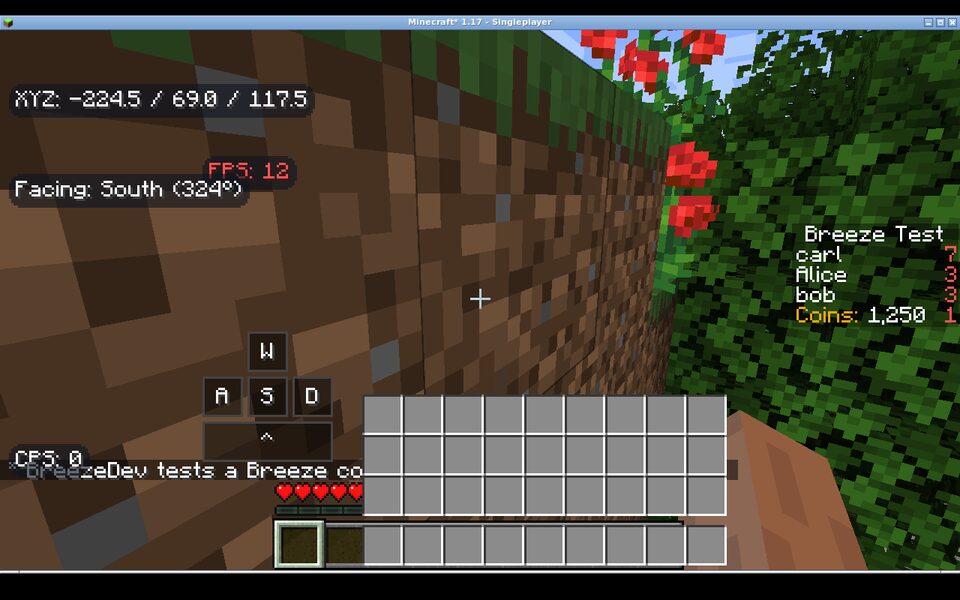 Minecraft* 1.17 - Singleplayer
XYZ: -224.5 / 69.0 / 117.5
FPS: 12
Facing: South (324º)
Breeze Test
carl 7
Alice 3
bob 3
Coins: 1,250 1
W
A S D
^
CPS: 0
* BreezeDev tests a Breeze co